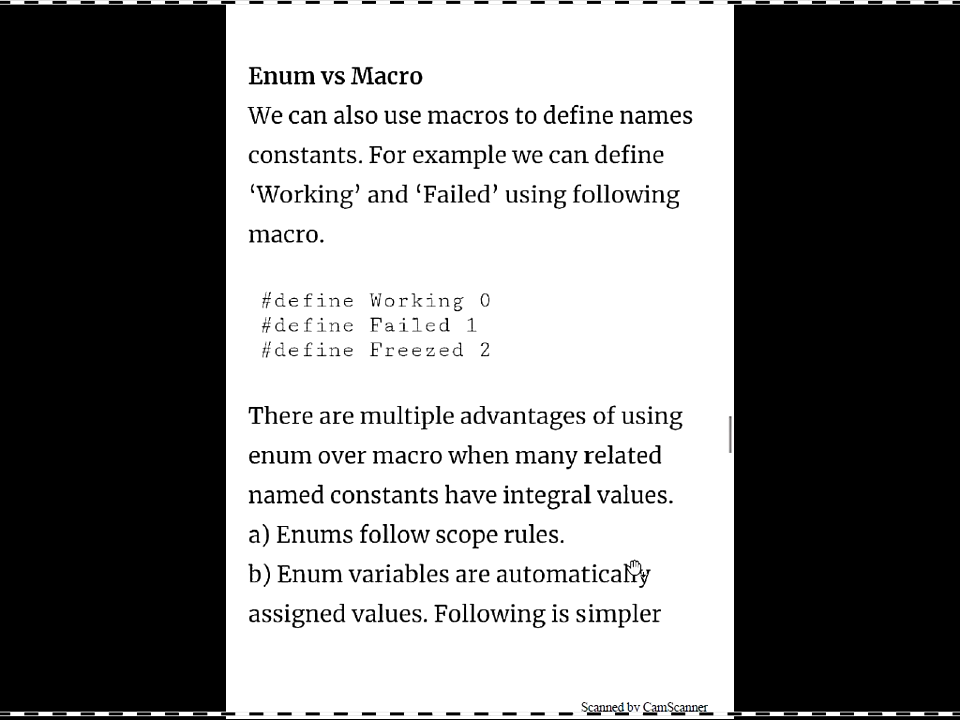 Enum vs Macro
We can also use macros to define names
constants. For example we can define
‘Working’ and ‘Failed’ using following
macro.
#define Working 0
#define Failed 1
#define Freezed 2
There are multiple advantages of using
enum over macro when many related
named constants have integral values.
a) Enums follow scope rules.
b) Enum variables are automatically
assigned values. Following is simpler
Scanned by CamScanner